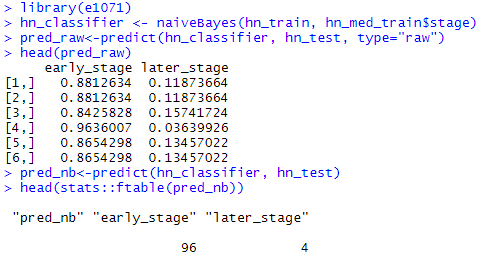 > library(e1071)
> hn_classifier <- naiveBayes(hn_train, hn_med_train$stage)
> pred_raw<-predict(hn_classifier, hn_test, type="raw")
> head(pred_raw)
early_stage later_stage
[1,] 0.8812634 0.11873664
[2,] 0.8812634 0.11873664
[3,] 0.8425828 0.15741724
[4,] 0.9636007 0.03639926
[5,] 0.8654298 0.13457022
[6,] 0.8654298 0.13457022
> pred_nb<-predict(hn_classifier, hn_test)
> head(stats::ftable(pred_nb))
"pred_nb" "early_stage" "later_stage"
96 4